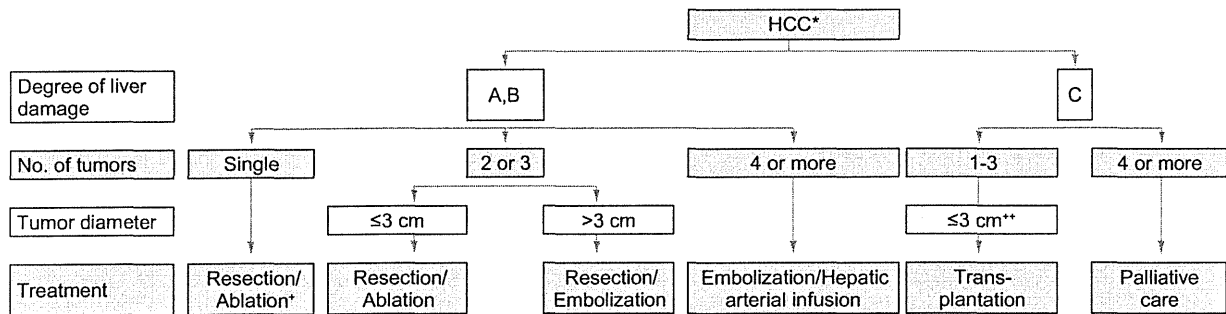 HCC*
Degree of liver
damage
A,B
C
No. of tumors
Single
2 or 3
4 or more
1-3
4 or more
Tumor diameter
≤3 cm
>3 cm
≤3 cm++
Treatment
Resection/
Ablation+
Resection/
Ablation
Resection/
Embolization
Embolization/Hepatic
arterial infusion
Trans-
plantation
Palliative
care